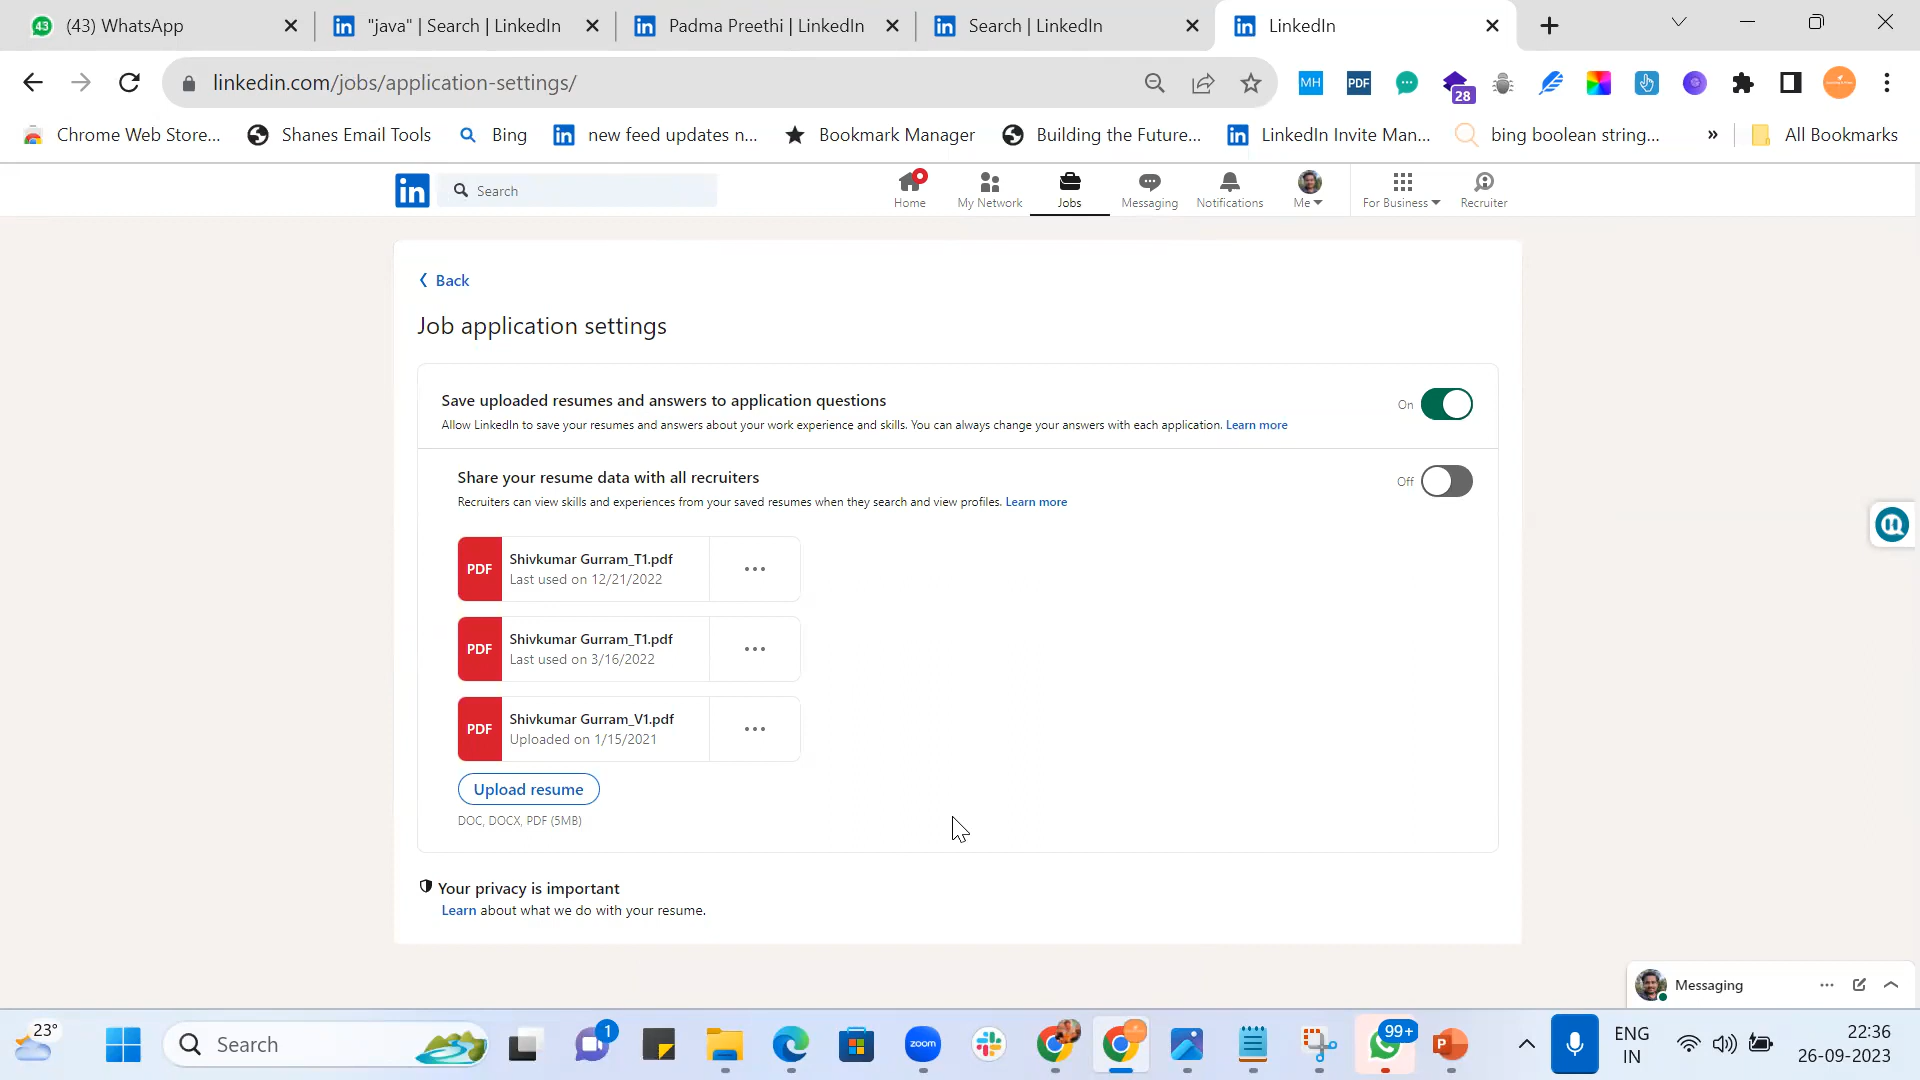 43 (43) WhatsApp
"java" | Search | LinkedIn
Padma Preethi | LinkedIn
Search | LinkedIn
LinkedIn
linkedin.com/jobs/application-settings/
MH
PDF
28
Chrome Web Store...
Shanes Email Tools
Bing
new feed updates n...
Bookmark Manager
Building the Future...
LinkedIn Invite Man...
bing boolean string...
»
All Bookmarks
in
Search
Home
My Network
Jobs
Messaging
Notifications
Me
For Business
Recruiter
Back
Job application settings
Save uploaded resumes and answers to application questions
On
Allow LinkedIn to save your resumes and answers about your work experience and skills. You can always change your answers with each application. Learn more
Share your resume data with all recruiters
Off
Recruiters can view skills and experiences from your saved resumes when they search and view profiles. Learn more
PDF
Shivkumar Gurram_T1.pdf
Last used on 12/21/2022
PDF
Shivkumar Gurram_T1.pdf
Last used on 3/16/2022
PDF
Shivkumar Gurram_V1.pdf
Uploaded on 1/15/2021
Upload resume
DOC, DOCX, PDF (5MB)
Your privacy is important
Learn about what we do with your resume.
Messaging
23°
Search
1
zoom
99+
P
ENG
IN
22:36
26-09-2023